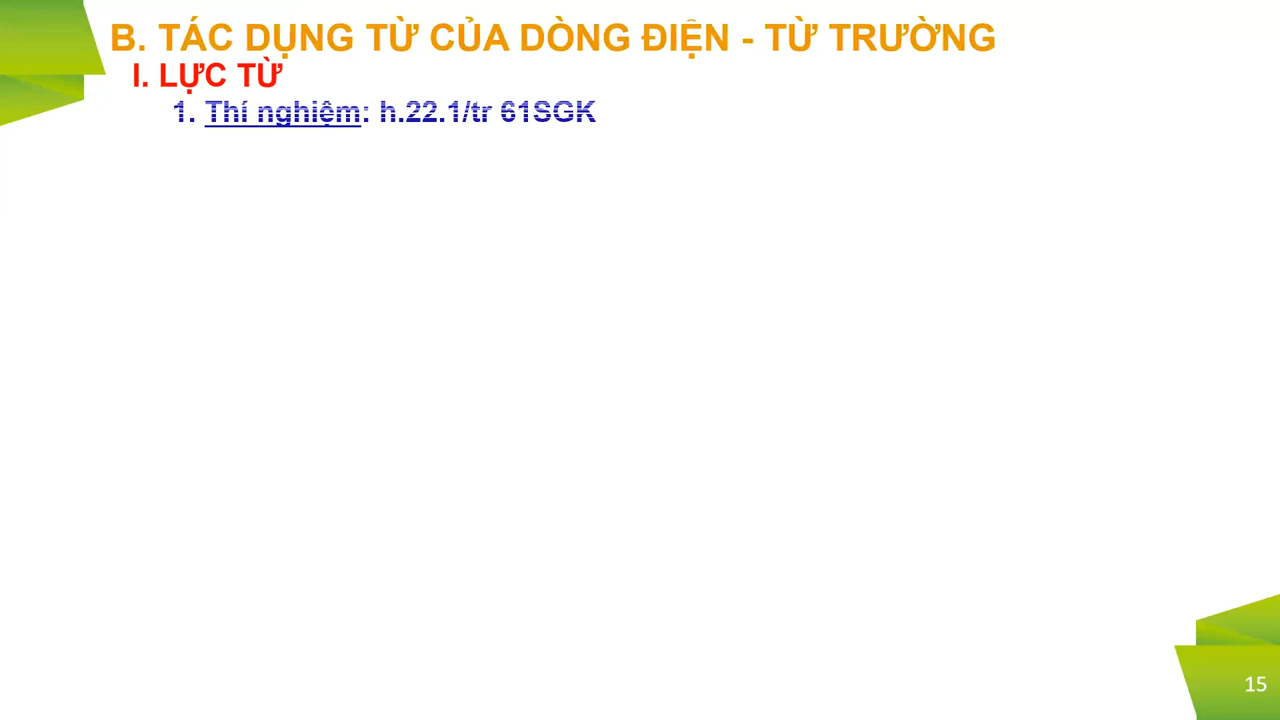 B. TÁC DỤNG TỪ CỦA DÒNG ĐIỆN - TỪ TRƯỜNG
I. LỰC TỪ
1. Thí nghiệm: h.22.1/tr 61SGK
15